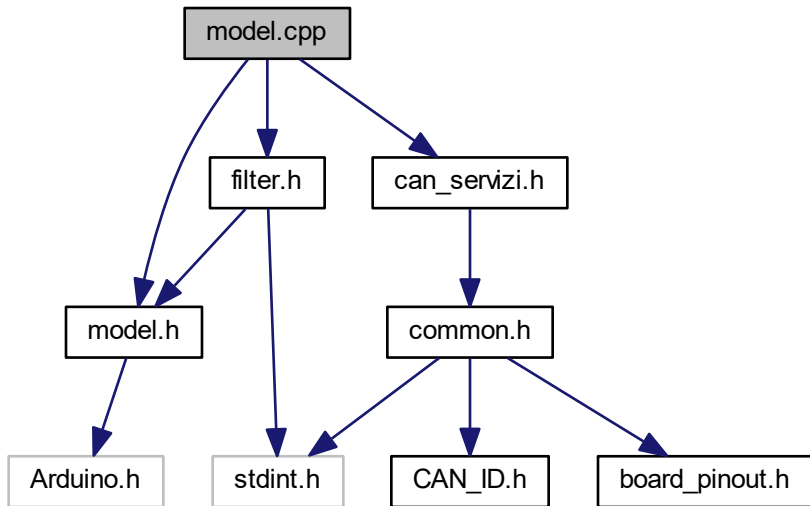 model.cpp
filter.h
can_servizi.h
model.h
common.h
Arduino.h
stdint.h
CAN_ID.h
board_pinout.h